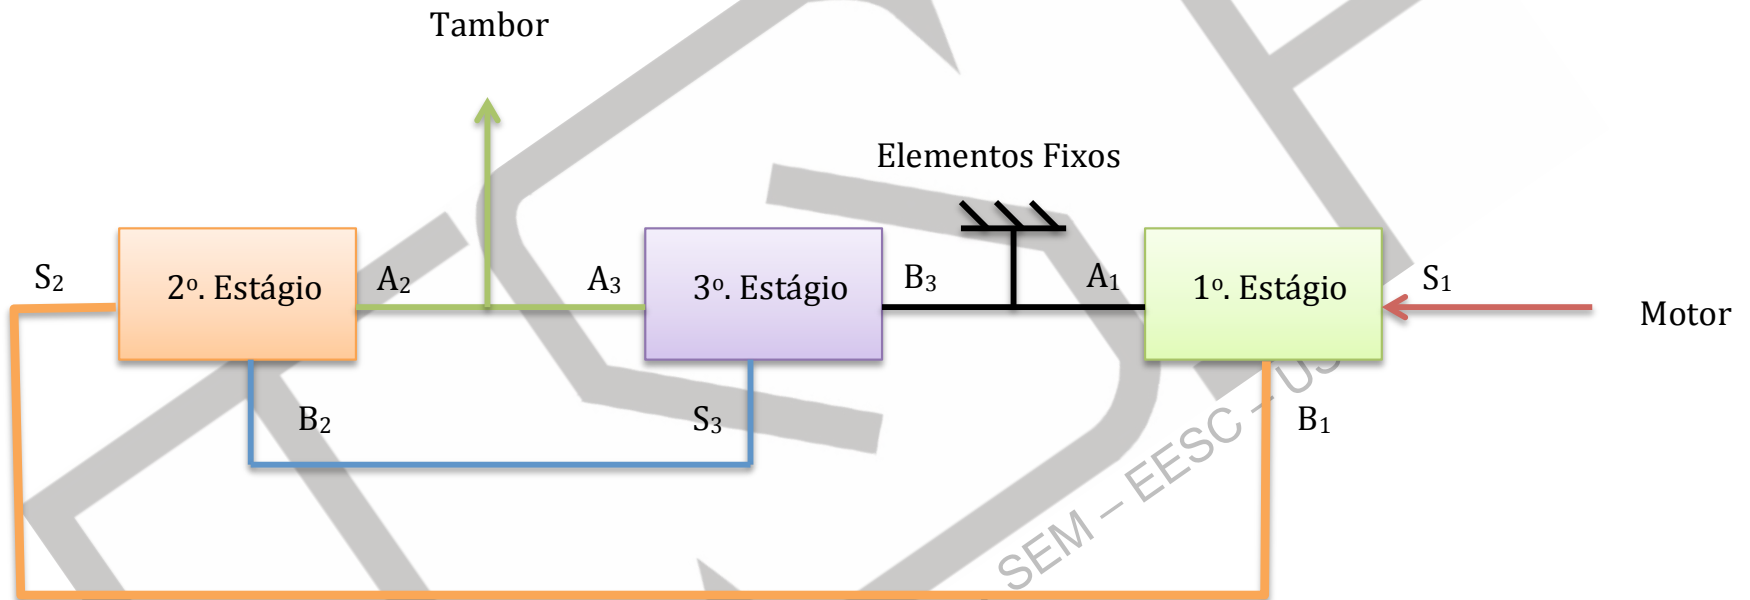 Tambor
Elementos Fixos
S₂
2º. Estágio
A₂
A₃
3º. Estágio
B₃
A₁
1º. Estágio
S₁
Motor
B₂
S₃
B₁
SEM – EESC – US